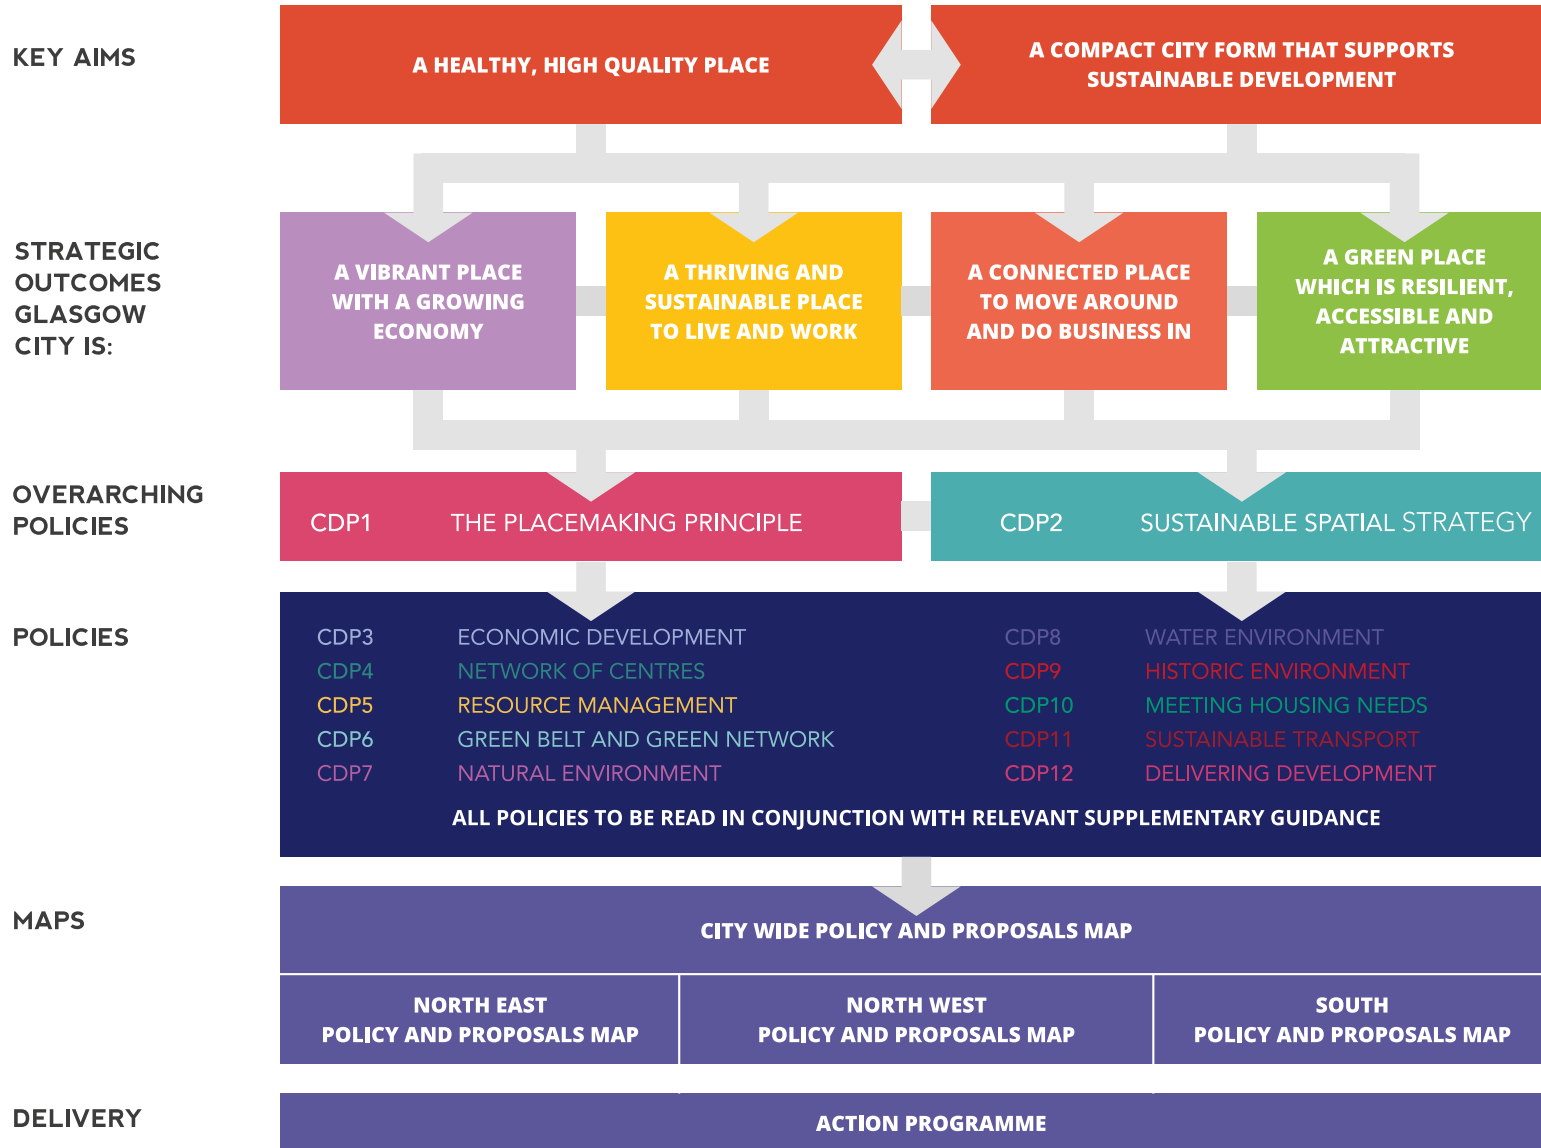 KEY AIMS
A HEALTHY, HIGH QUALITY PLACE
A COMPACT CITY FORM THAT SUPPORTS
SUSTAINABLE DEVELOPMENT
STRATEGIC
OUTCOMES
GLASGOW
CITY IS:
A VIBRANT PLACE
WITH A GROWING
ECONOMY
A THRIVING AND
SUSTAINABLE PLACE
TO LIVE AND WORK
A CONNECTED PLACE
TO MOVE AROUND
AND DO BUSINESS IN
A GREEN PLACE
WHICH IS RESILIENT,
ACCESSIBLE AND
ATTRACTIVE
OVERARCHING
POLICIES
CDP1 THE PLACEMAKING PRINCIPLE
CDP2 SUSTAINABLE SPATIAL STRATEGY
POLICIES
CDP3 ECONOMIC DEVELOPMENT
CDP4 NETWORK OF CENTRES
CDP5 RESOURCE MANAGEMENT
CDP6 GREEN BELT AND GREEN NETWORK
CDP7 NATURAL ENVIRONMENT
CDP8 WATER ENVIRONMENT
CDP9 HISTORIC ENVIRONMENT
CDP10 MEETING HOUSING NEEDS
CDP11 SUSTAINABLE TRANSPORT
CDP12 DELIVERING DEVELOPMENT
ALL POLICIES TO BE READ IN CONJUNCTION WITH RELEVANT SUPPLEMENTARY GUIDANCE
MAPS
CITY WIDE POLICY AND PROPOSALS MAP
NORTH EAST
POLICY AND PROPOSALS MAP
NORTH WEST
POLICY AND PROPOSALS MAP
SOUTH
POLICY AND PROPOSALS MAP
DELIVERY
ACTION PROGRAMME